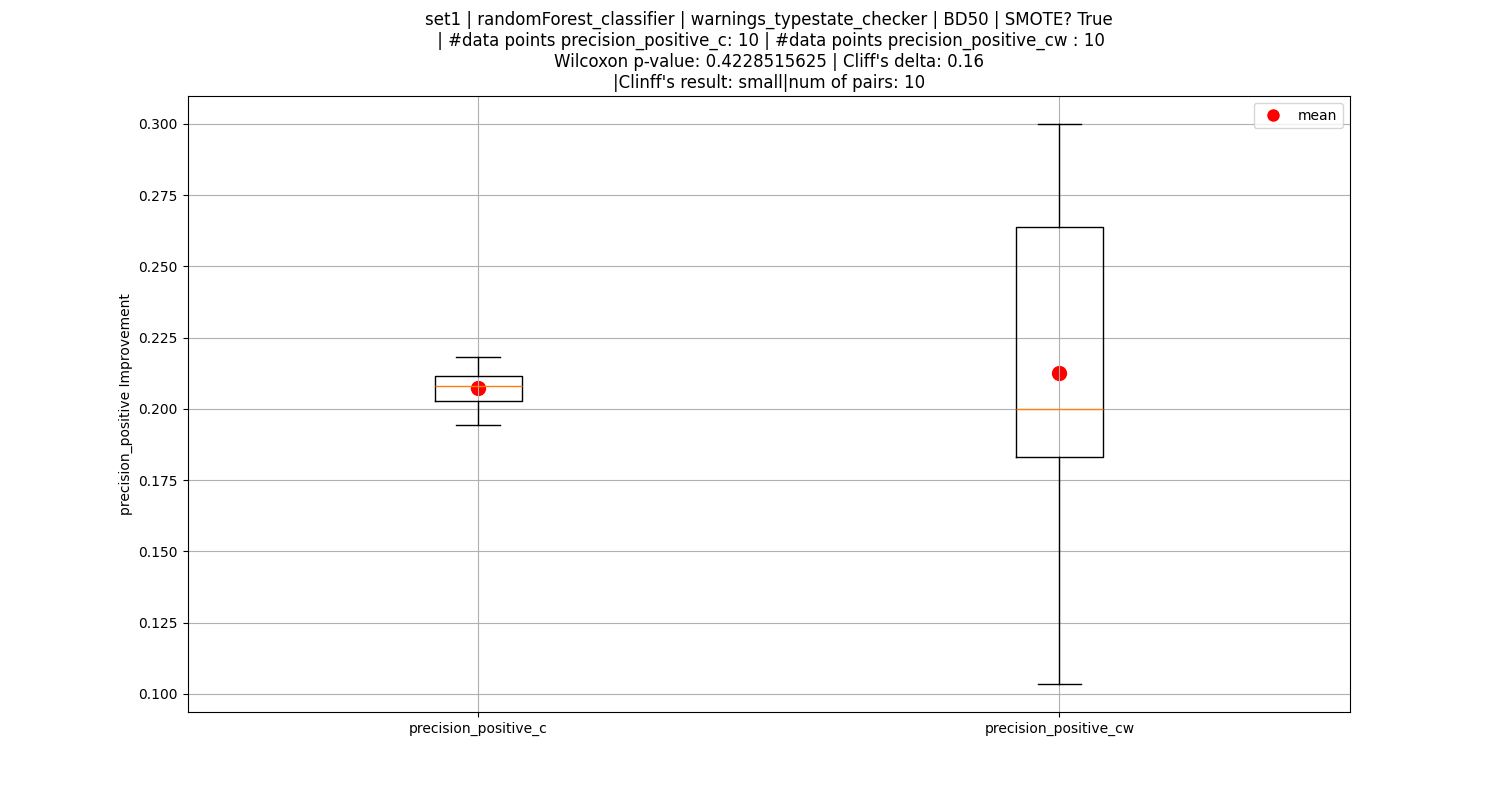 set1 | randomForest_classifier | warnings_typestate_checker | BD50 | SMOTE? True
| #data points precision_positive_c: 10 | #data points precision_positive_cw : 10
Wilcoxon p-value: 0.4228515625 | Cliff's delta: 0.16
|Clinff's result: small|num of pairs: 10
mean
0.300
0.275
0.250
0.225
0.200
0.175
0.150
0.125
0.100
precision_positive Improvement
precision_positive_c
precision_positive_cw